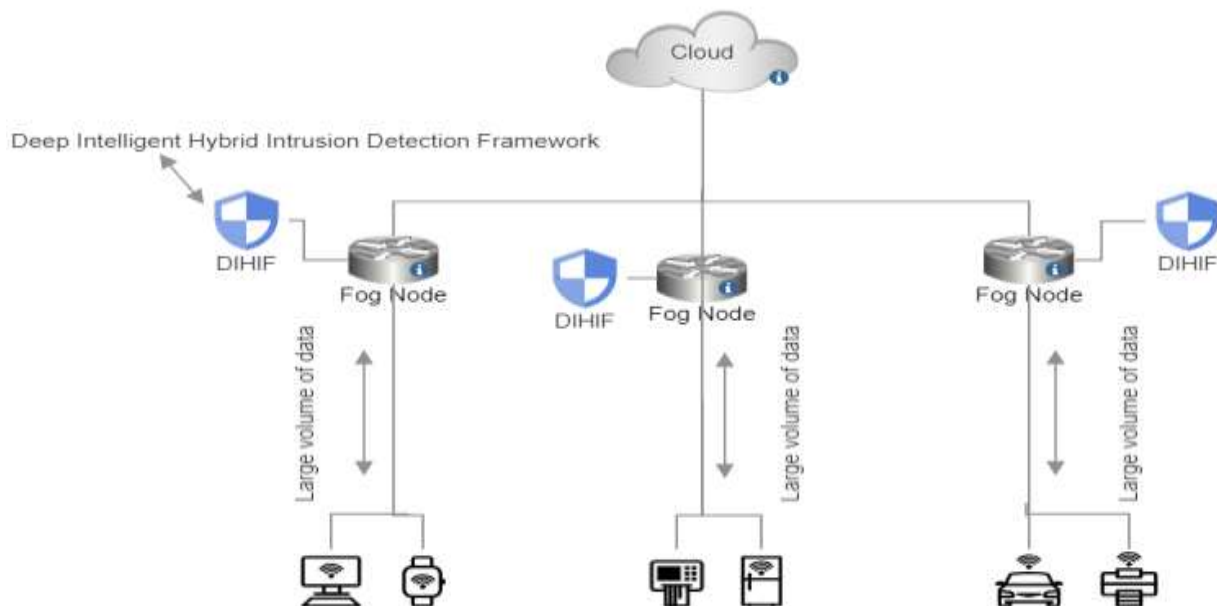 Cloud
Deep Intelligent Hybrid Intrusion Detection Framework
DIHIF
Fog Node
DIHIF
Fog Node
Fog Node
DIHIF
Large volume of data
Large volume of data
Large volume of data